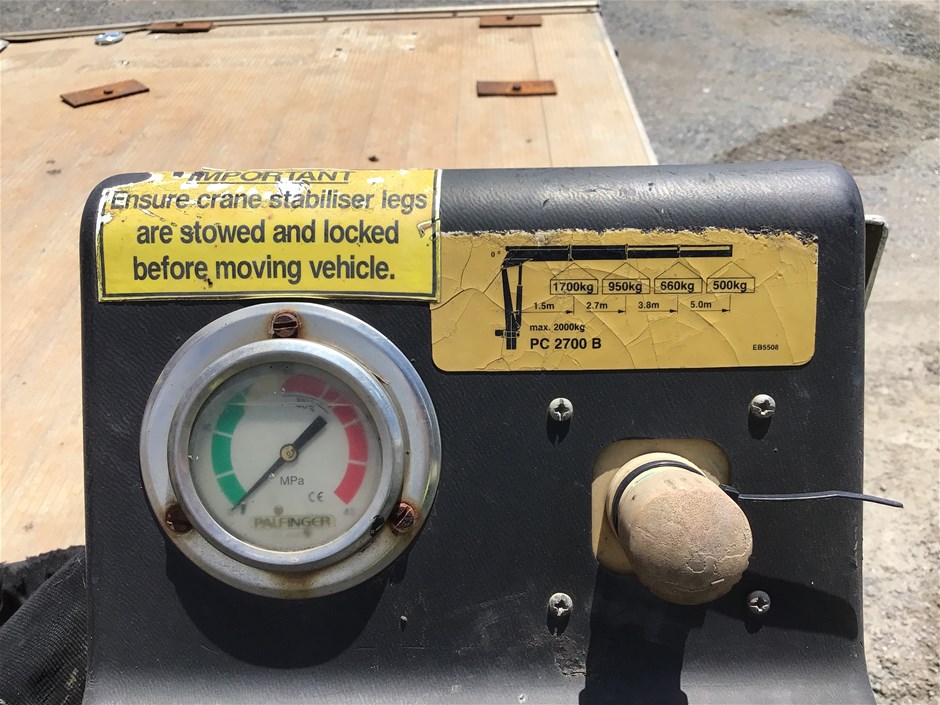 IMPORTANT
Ensure crane stabiliser legs
are stowed and locked
before moving vehicle.
0°
1700kg 950kg 660kg 500kg
1.5m 2.7m 3.8m 5.0m
max. 2000kg
PC 2700 B
EB5508
MPa
CE
PALFINGER